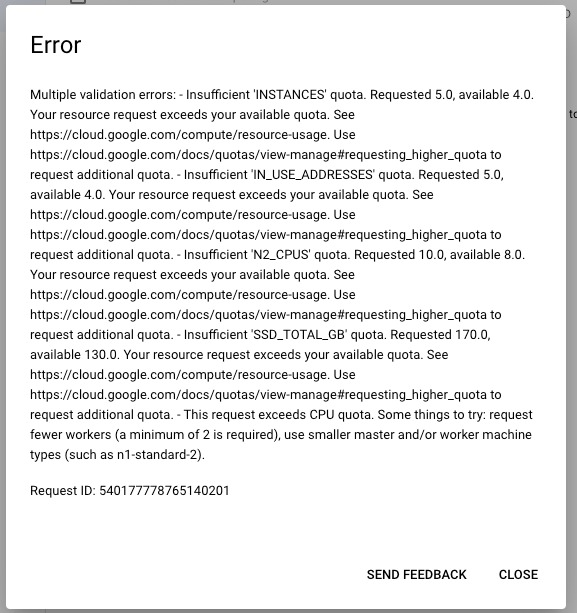 Error
Multiple validation errors: - Insufficient 'INSTANCES' quota. Requested 5.0, available 4.0.
Your resource request exceeds your available quota. See
https://cloud.google.com/compute/resource-usage. Use
https://cloud.google.com/docs/quotas/view-manage#requesting_higher_quota to
request additional quota. - Insufficient 'IN_USE_ADDRESSES' quota. Requested 5.0,
available 4.0. Your resource request exceeds your available quota. See
https://cloud.google.com/compute/resource-usage. Use
https://cloud.google.com/docs/quotas/view-manage#requesting_higher_quota to
request additional quota. - Insufficient 'N2_CPUS' quota. Requested 10.0, available 8.0.
Your resource request exceeds your available quota. See
https://cloud.google.com/compute/resource-usage. Use
https://cloud.google.com/docs/quotas/view-manage#requesting_higher_quota to
request additional quota. - Insufficient 'SSD_TOTAL_GB' quota. Requested 170.0,
available 130.0. Your resource request exceeds your available quota. See
https://cloud.google.com/compute/resource-usage. Use
https://cloud.google.com/docs/quotas/view-manage#requesting_higher_quota to
request additional quota. - This request exceeds CPU quota. Some things to try: request
fewer workers (a minimum of 2 is required), use smaller master and/or worker machine
types (such as n1-standard-2).
Request ID: 540177778765140201
SEND FEEDBACK CLOSE